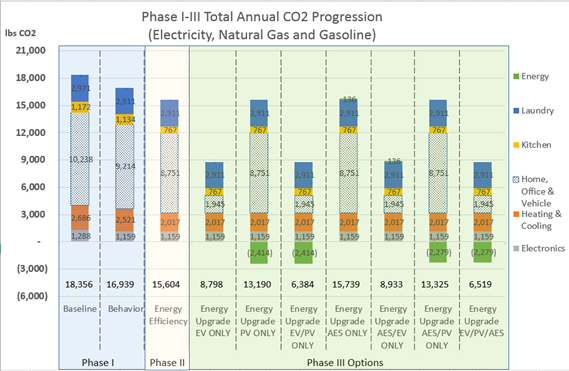 Phase I-III Total Annual CO2 Progression
(Electricity, Natural Gas and Gasoline)
lbs CO2
21,000
18,000
15,000
12,000
9,000
6,000
3,000
-
(3,000)
(6,000)
2,971 2,911 2,911 2,911 2,911 2,911 136 2,911 136 2,911 2,911 2,911
1,172 1,134 767 767 767 767 767 767 767 767
10,238 9,214 8,751 1,945 8,751 1,945 8,751 1,945 8,751 1,945
2,686 2,521 2,017 2,017 2,017 2,017 2,017 2,017 2,017 2,017
1,288 1,159 1,159 1,159 1,159 1,159 1,159 1,159 1,159 1,159
(2,414) (2,414) (2,279) (2,279)
18,356 16,939 15,604 8,798 13,190 6,384 15,739 8,933 13,325 6,519
Baseline
Behavior
Energy
Efficiency
Energy
Upgrade
EV ONLY
Energy
Upgrade
PV ONLY
Energy
Upgrade
EV/PV
ONLY
Energy
Upgrade
AES ONLY
Energy
Upgrade
AES/EV
ONLY
Energy
Upgrade
AES/PV
ONLY
Energy
Upgrade
EV/PV/AES
Phase I Phase II Phase III Options
Energy
Laundry
Kitchen
Home,
Office &
Vehicle
Heating &
Cooling
Electronics